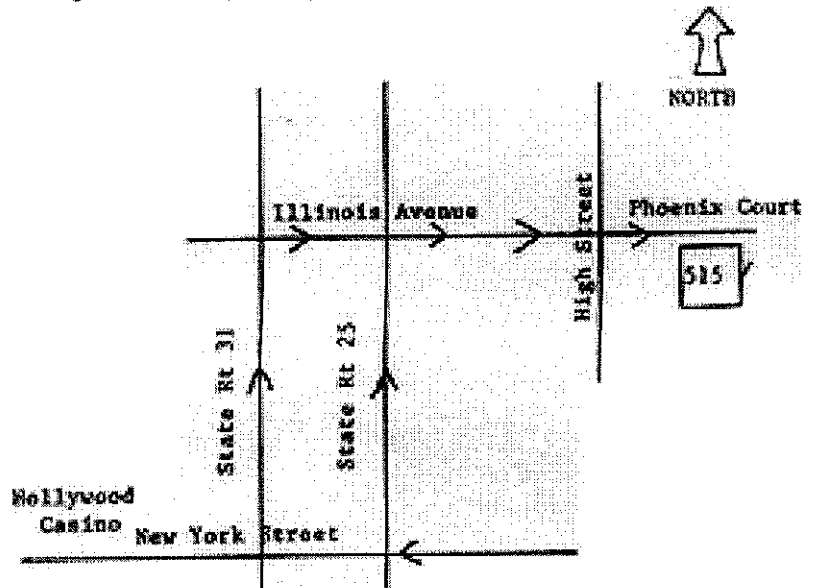 NORTH
Illinois Avenue
High Street
Phoenix Court
515
State Rt 31
State Rt 25
Hollywood
Casino
New York Street